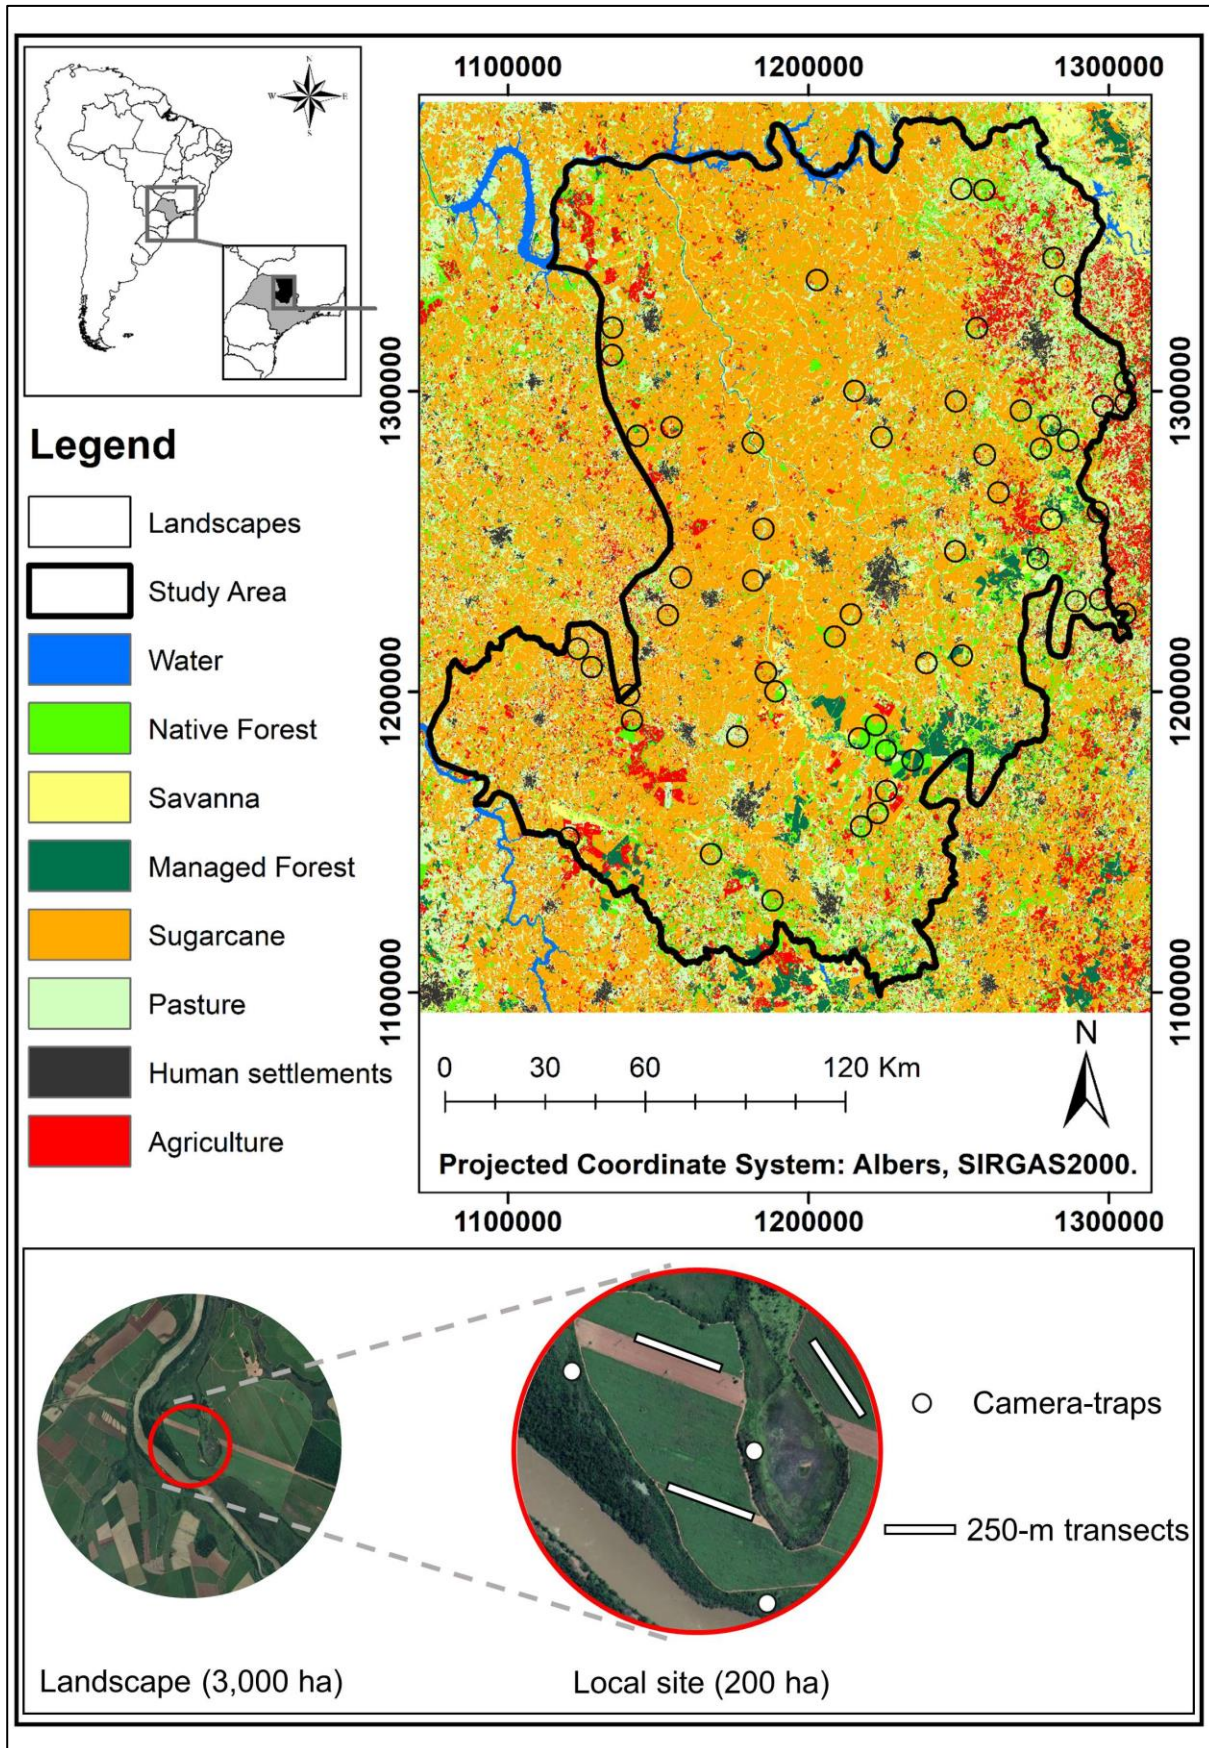 N
W
E
S
1100000
1200000
1300000
1300000
1300000
Legend
Landscapes
Study Area
Water
Native Forest
Savanna
Managed Forest
Sugarcane
Pasture
Human settlements
Agriculture
1200000
1200000
1100000
1100000
0
30
60
120 Km
N
Projected Coordinate System: Albers, SIRGAS2000.
1100000
1200000
1300000
Camera-traps
250-m transects
Landscape (3,000 ha)
Local site (200 ha)